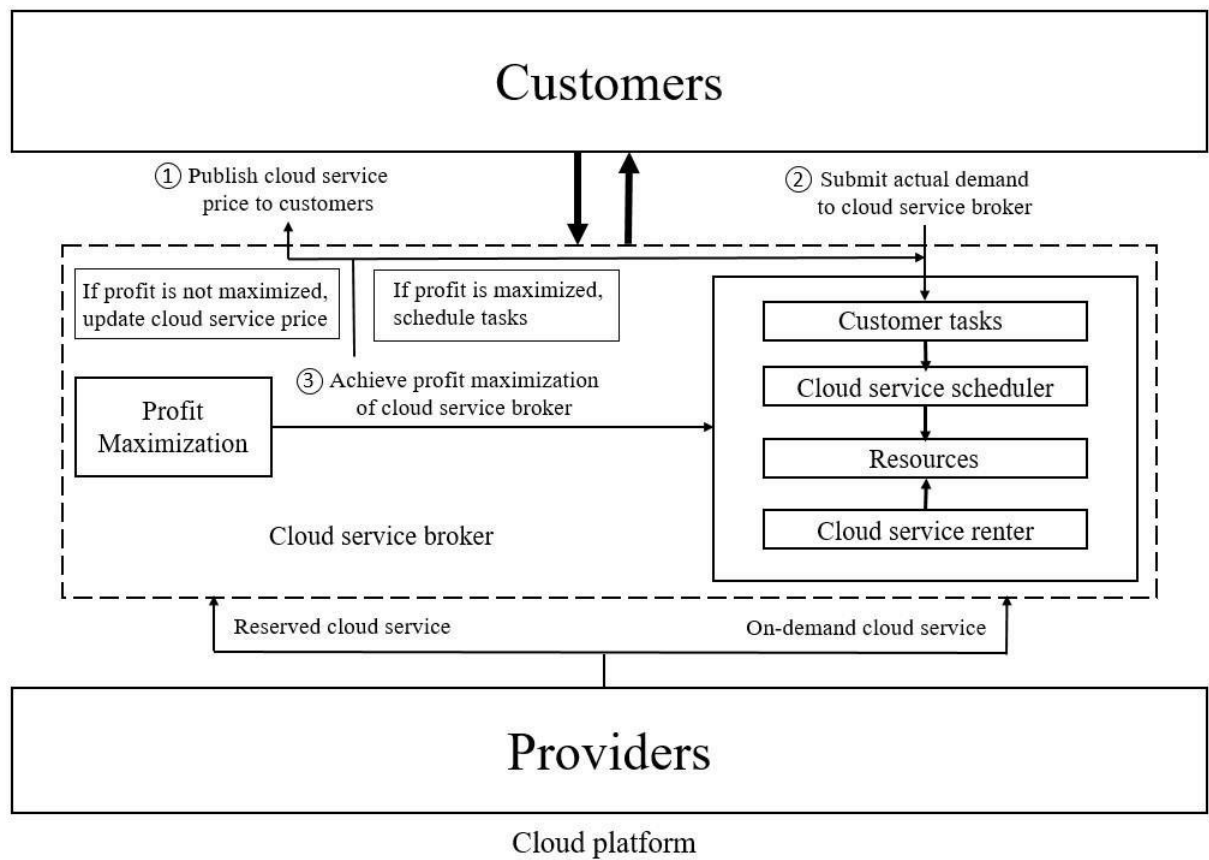 Customers
① Publish cloud service
price to customers
② Submit actual demand
to cloud service broker
If profit is not maximized,
update cloud service price
If profit is maximized,
schedule tasks
Customer tasks
③ Achieve profit maximization
of cloud service broker
Cloud service scheduler
Profit
Maximization
Resources
Cloud service renter
Cloud service broker
Reserved cloud service
On-demand cloud service
Providers
Cloud platform